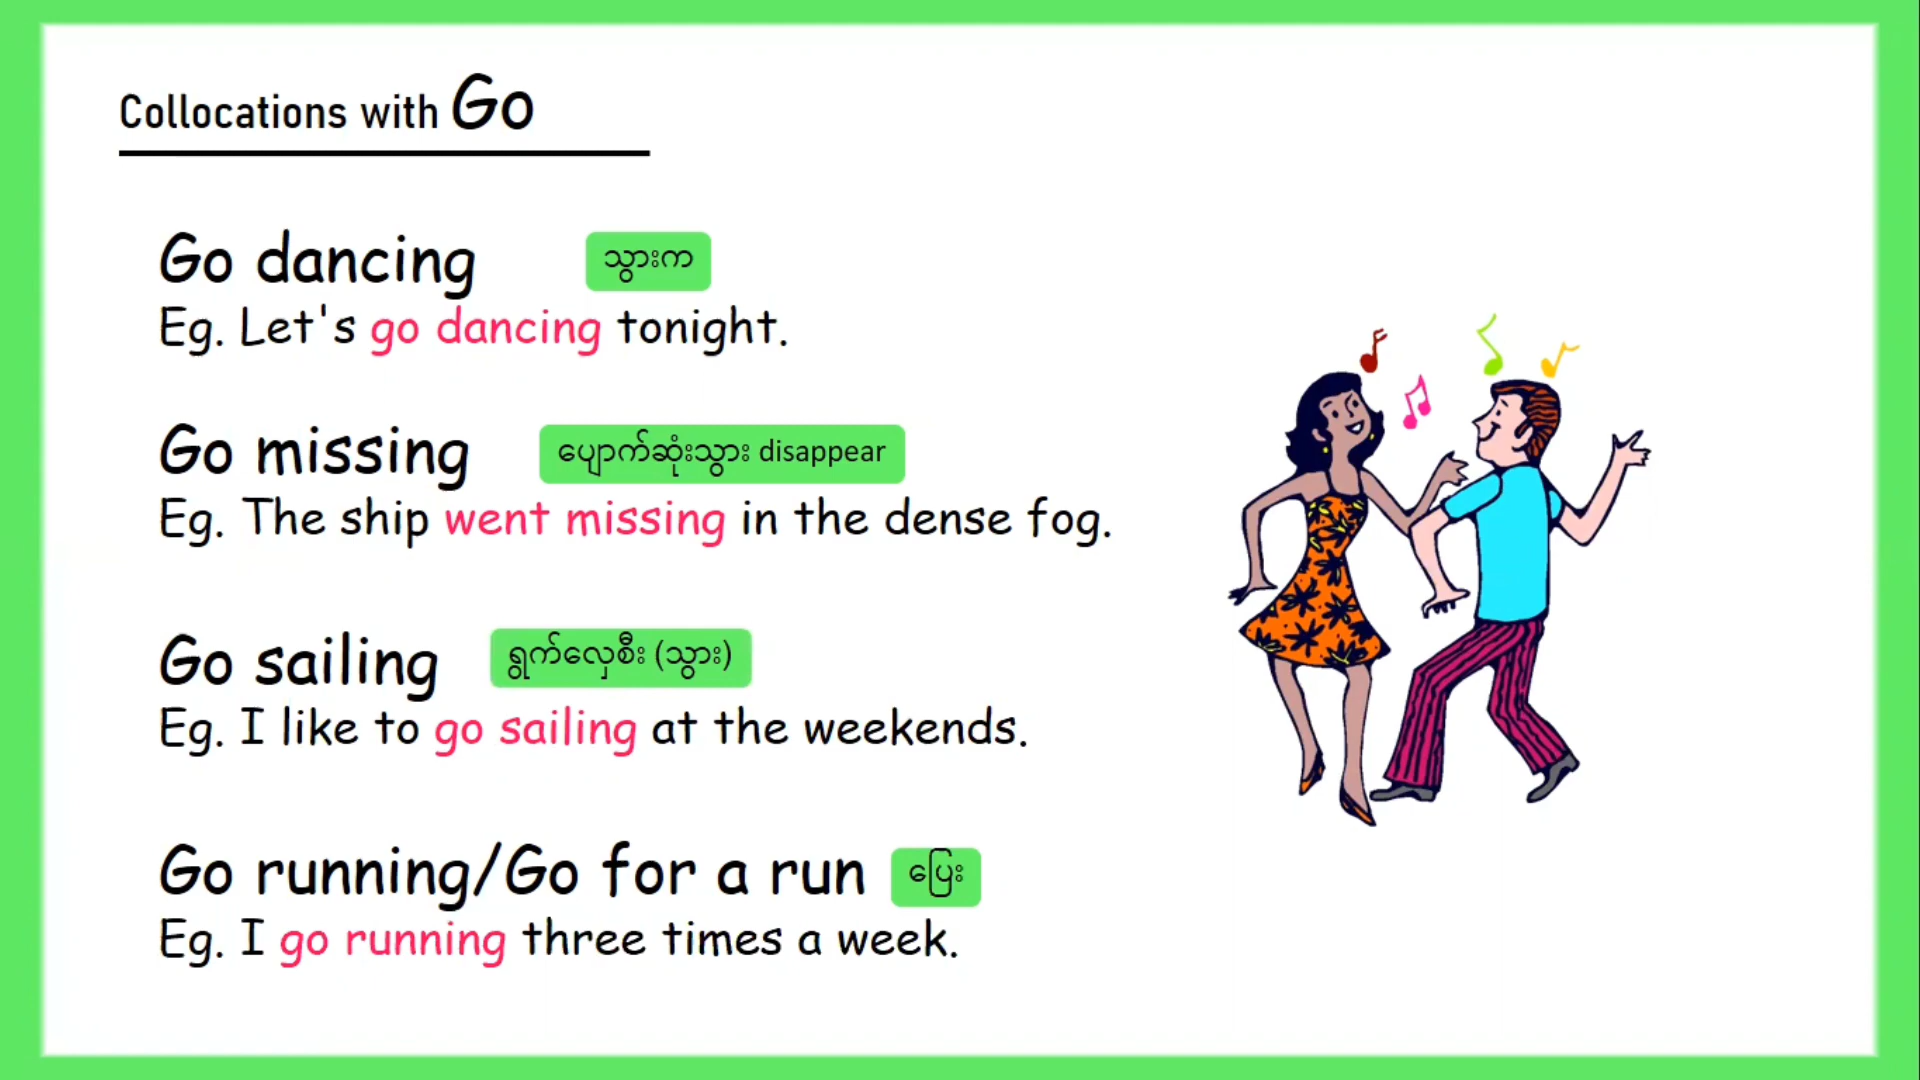 Collocations with Go
Go dancing သွားက
Eg. Let's go dancing tonight.
Go missing ပျောက်ဆုံးသွား disappear
Eg. The ship went missing in the dense fog.
Go sailing ရွက်လှေစီး (သွား)
Eg. I like to go sailing at the weekends.
Go running/Go for a run ပြေး
Eg. I go running three times a week.